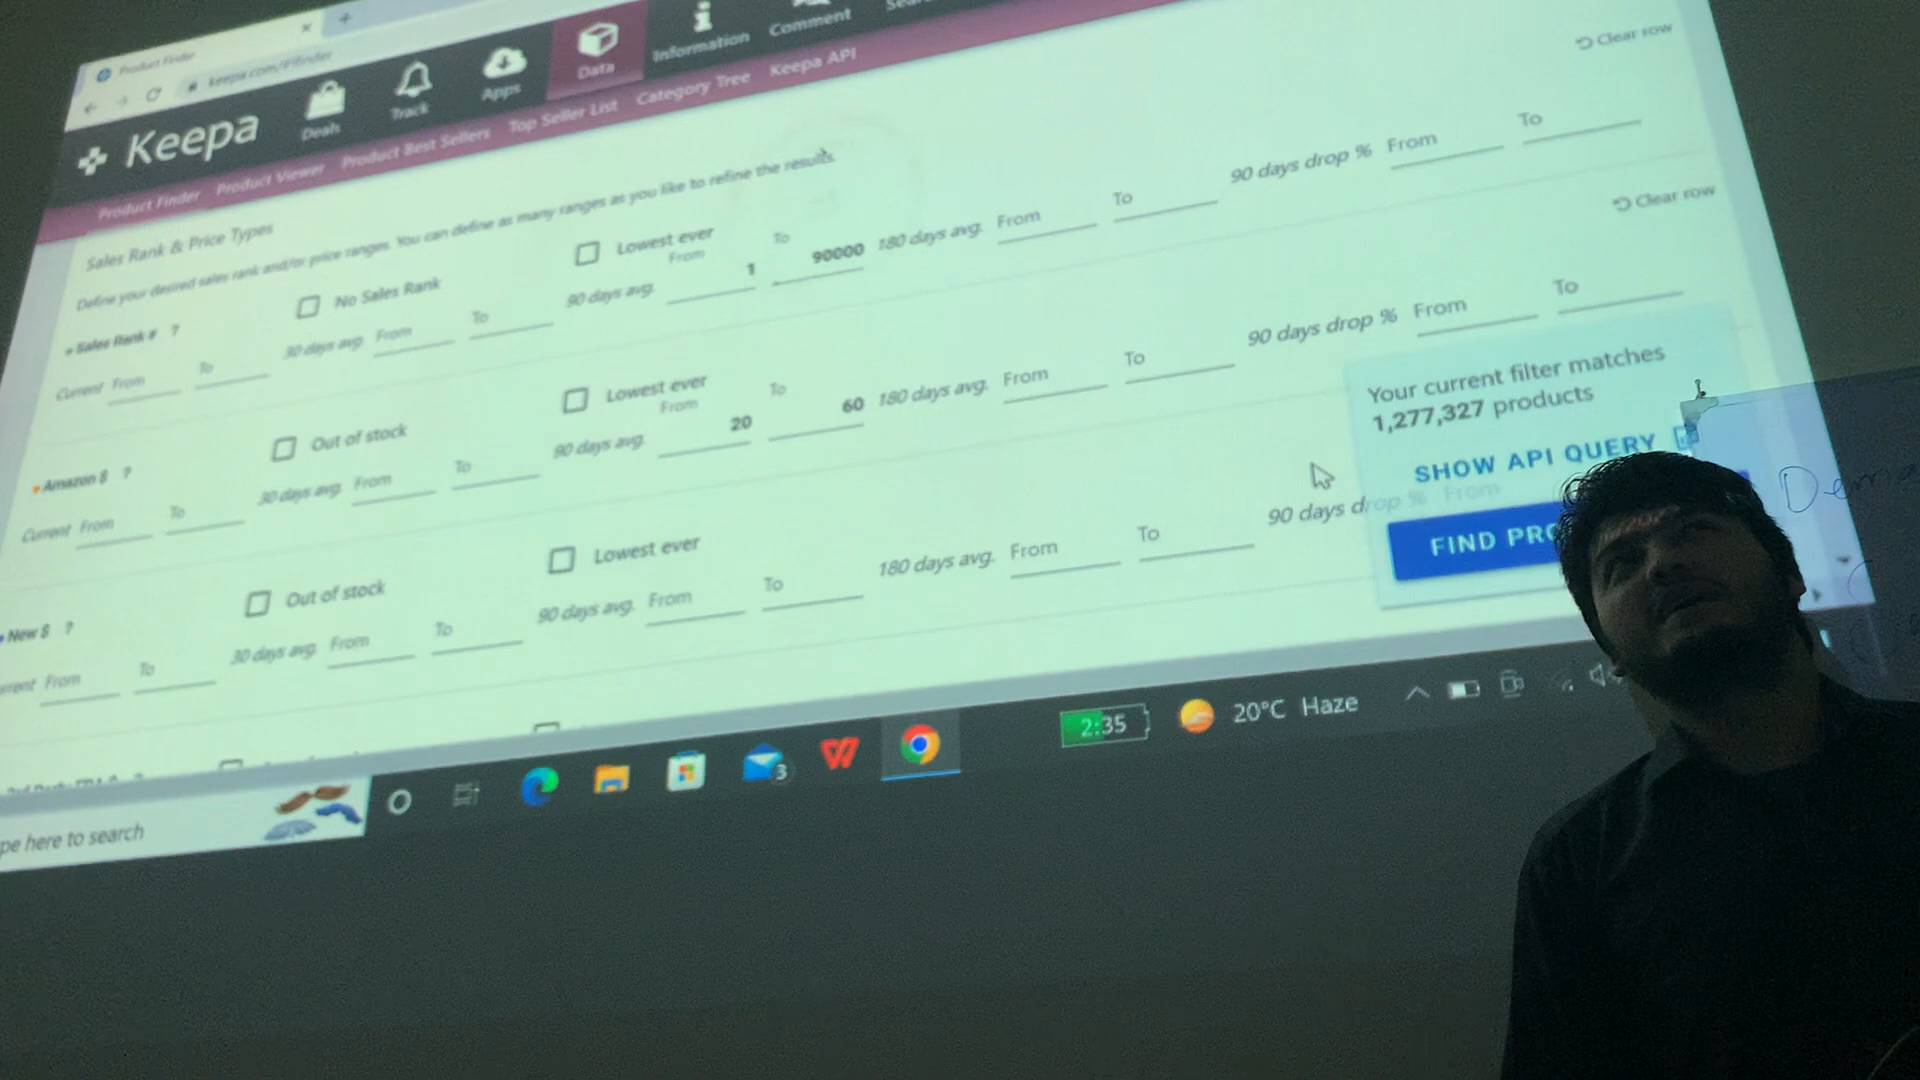 Product Finder
keepa.com/#!finder
Keepa
Deals
Track
Apps
Data
Information
Comment
Product Finder Product Viewer Product Best Sellers Top Seller List Category Tree Keepa API
Sales Rank & Price Types
Define your desired sales rank and/or price ranges. You can define as many ranges as you like to refine the results.
Clear row
Sales Rank # ?
No Sales Rank
Lowest ever
Current From To 30 days avg. From To 90 days avg. From 1 To 90000 180 days avg. From To 90 days drop % From To
Clear row
Amazon $ ?
Out of stock
Lowest ever
Current From To 30 days avg. From To 90 days avg. From 20 To 60 180 days avg. From To 90 days drop % From To
New $ ?
Out of stock
Lowest ever
From To 30 days avg. From To 90 days avg. From To 180 days avg. From To 90 days drop % From
Your current filter matches
1,277,327 products
SHOW API QUERY
FIND PRO
Dema
pe here to search
3
2:35
20°C Haze